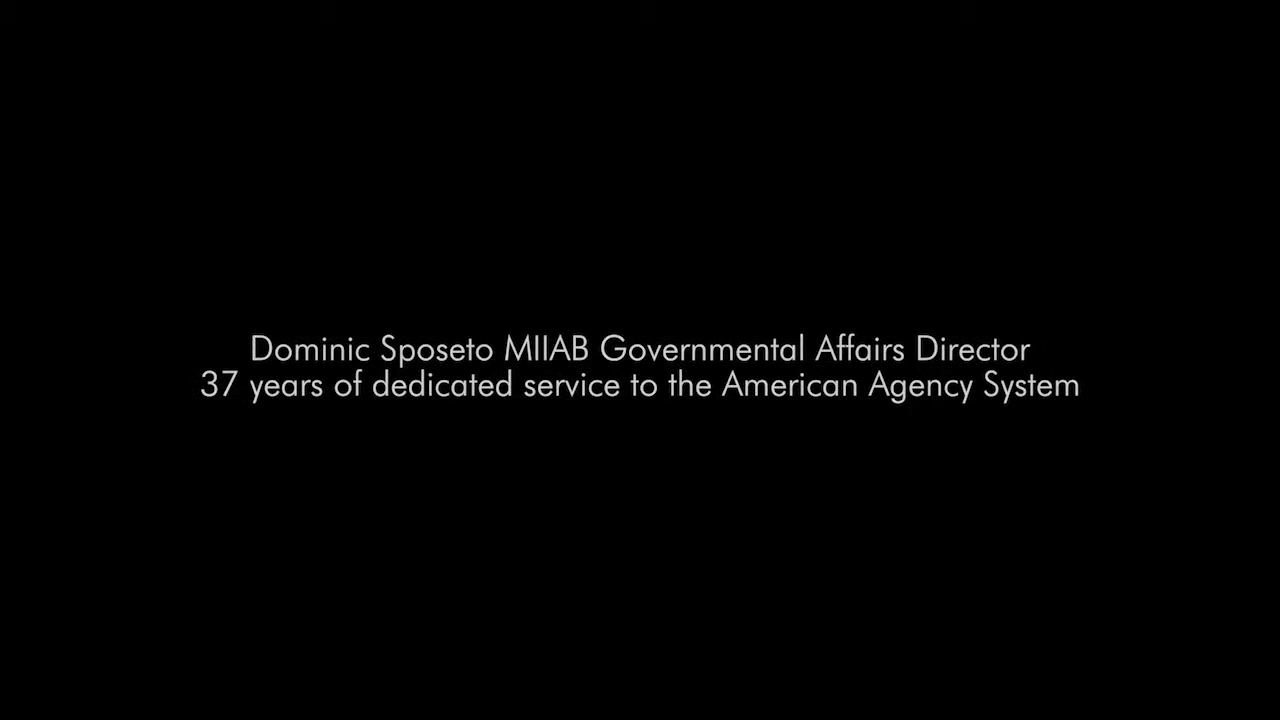 Dominic Sposeto MIIAB Governmental Affairs Director
37 years of dedicated service to the American Agency System